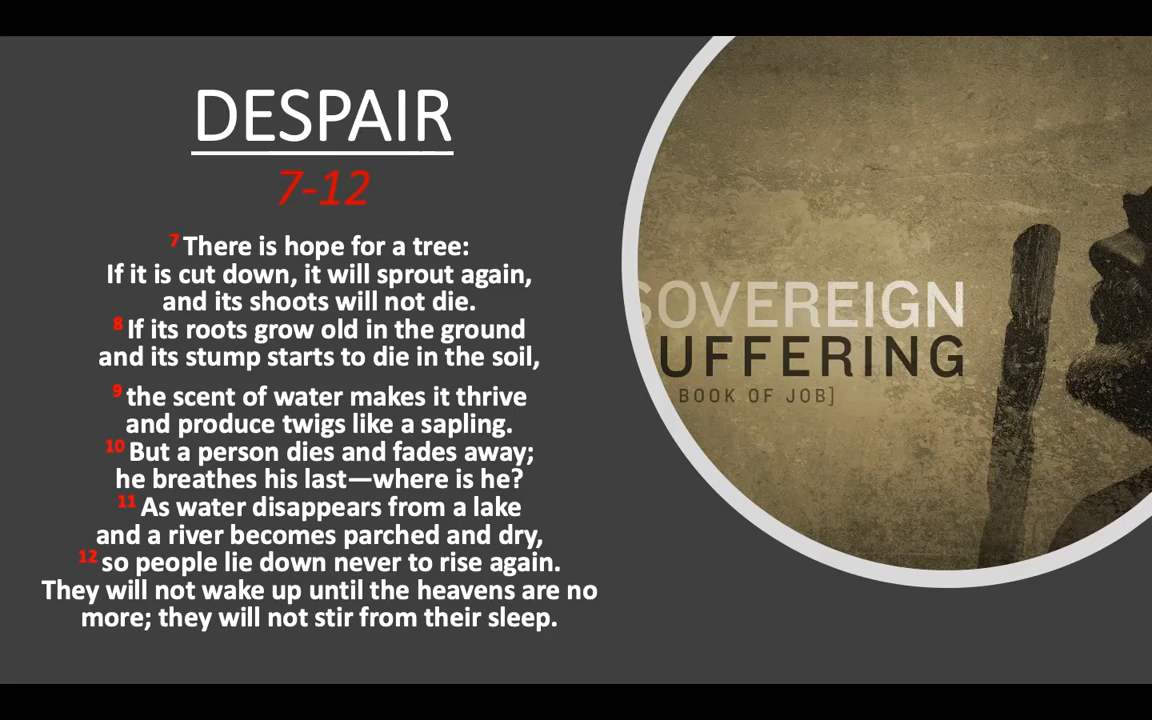 DESPAIR
7-12
7 There is hope for a tree:
If it is cut down, it will sprout again,
and its shoots will not die.
8 If its roots grow old in the ground
and its stump starts to die in the soil,
9 the scent of water makes it thrive
and produce twigs like a sapling.
10 But a person dies and fades away;
he breathes his last—where is he?
11 As water disappears from a lake
and a river becomes parched and dry,
12 so people lie down never to rise again.
They will not wake up until the heavens are no
more; they will not stir from their sleep.
SOVEREIGN
UFFERING
BOOK OF JOB]